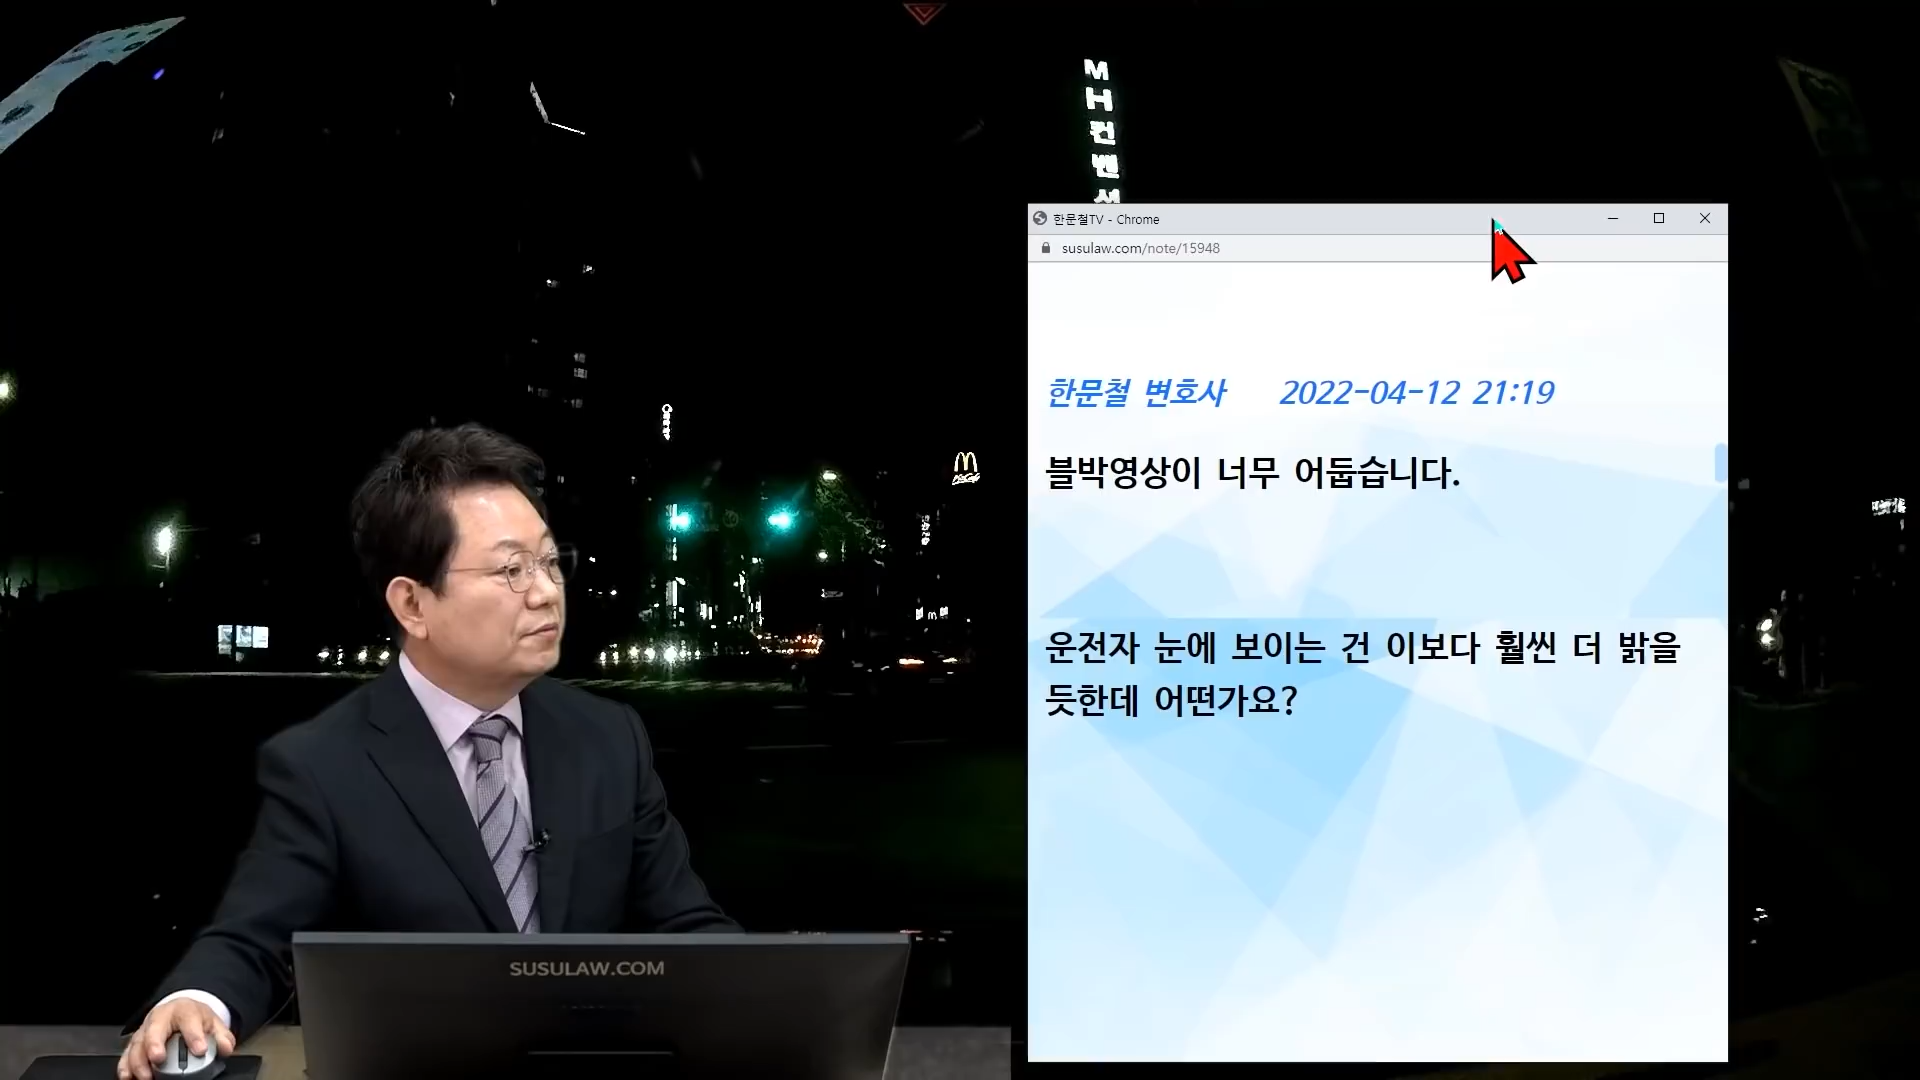 MH컨벤션
한문철TV - Chrome
susulaw.com/note/15948
한문철 변호사 2022-04-12 21:19
블박영상이 너무 어둡습니다.
운전자 눈에 보이는 건 이보다 훨씬 더 밝을
듯한데 어떤가요?
SUSULAW.COM